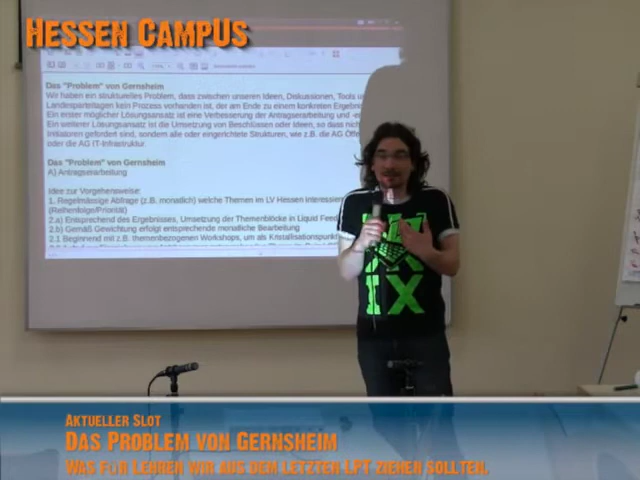 HESSEN CAMPUS
Das "Problem" von Gernsheim
Wir haben ein strukturelles Problem, dass zwischen unseren Ideen, Diskussionen, Tools u
Landesparteitagen kein Prozess vorhanden ist, der am Ende zu einem konkreten Ergebnis
Ein erster möglicher Lösungsansatz ist eine Verbesserung der Antragserarbeitung und
Ein weiterer Lösungsansatz ist die Umsetzung von Beschlüssen oder Ideen, so dass nich
Initiatoren gefordert sind, sondern alle oder eingerichtete Strukturen, wie z.B. die AG Öffe
oder die AG IT-Infrastruktur.
Das "Problem" von Gernsheim
A) Antragserarbeitung
Idee zur Vorgehensweise:
1. Regelmässige Abfrage (z.B. monatlich) welche Themen im LV Hessen interessier
(Reihenfolge/Priorität)
2.a) Entsprechend des Ergebnisses, Umsetzung der Themenblöcke in Liquid Feed
2.b) Gemäß Gewichtung erfolgt entsprechende monatliche Bearbeitung
2.1 Beginnend mit z.B. themenbezogenen Workshops, um als Kristallisationspunkt
IX
AKTUELLER SLOT
DAS PROBLEM VON GERNSHEIM
WAS FüR LEHREN WIR AUS DEM LETZTEN LPT ZIEHEN SOLLTEN.